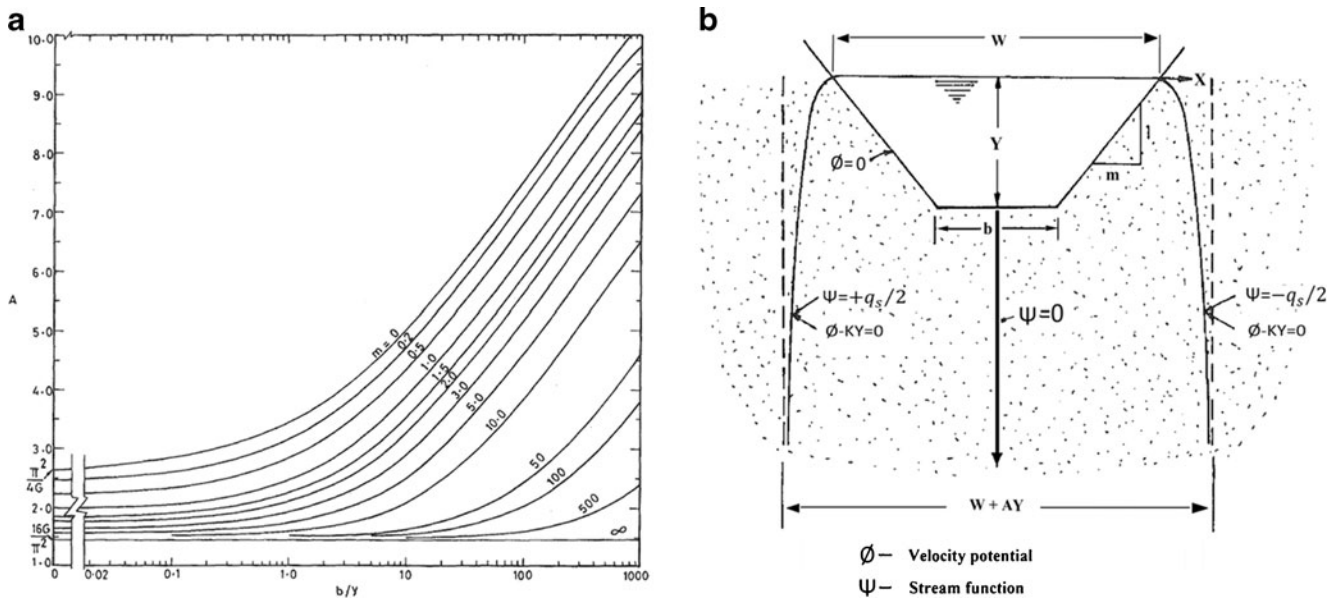 a
10·0
9·0
8·0
7·0
6·0
A
5·0
4·0
3·0
π²
4G
2·0
16G
π²
1·0
m = 0
0·2
0·5
1·0
1·5
2·0
3·0
5·0
10·0
50
100
500
∞
0
0·02
0·1
1·0
10
100
1000
b/y
b
W
X
Y
1
m
Ø=0
b
Ψ=+qₛ/2
Ø-KY=0
Ψ=0
Ψ=-qₛ/2
Ø-KY=0
W + AY
Ø– Velocity potential
Ψ– Stream function